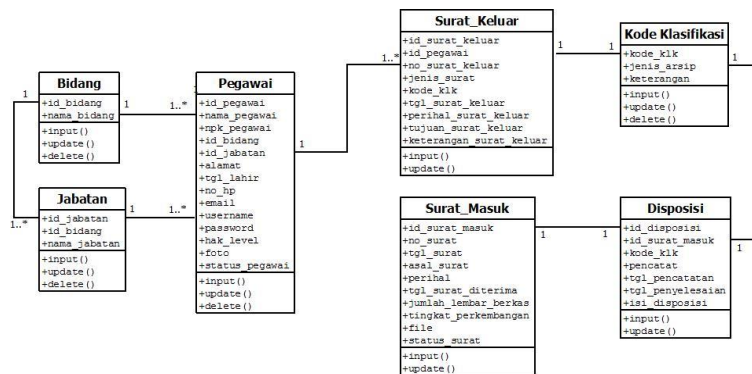 Bidang
+id_bidang
+nama_bidang
+input()
+update()
+delete()
1
1
1..*
Jabatan
+id_jabatan
+id_bidang
+nama_jabatan
+input()
+update()
+delete()
1..*
1
1..*
Pegawai
+id_pegawai
+nama_pegawai
+npk_pegawai
+id_bidang
+id_jabatan
+alamat
+tgl_lahir
+no_hp
+email
+username
+password
+hak_level
+foto
+status_pegawai
+input()
+update()
+delete()
1
1..*
Surat_Keluar
+id_surat_keluar
+id_pegawai
+no_surat_keluar
+jenis_surat
+kode_klk
+tgl_surat_keluar
+perihal_surat_keluar
+tujuan_surat_keluar
+keterangan_surat_keluar
+input()
+update()
1
1
Kode Klasifikasi
+kode_klk
+jenis_arsip
+keterangan
+input()
+update()
+delete()
1
Surat_Masuk
+id_surat_masuk
+no_surat
+tgl_surat
+asal_surat
+perihal
+tgl_surat_diterima
+jumlah_lembar_berkas
+tingkat_perkembangan
+file
+status_surat
+input()
+update()
1
1
Disposisi
+id_disposisi
+id_surat_masuk
+kode_klk
+pencatat
+tgl_pencatatan
+tgl_penyelesaian
+isi_disposisi
+input()
+update()
1